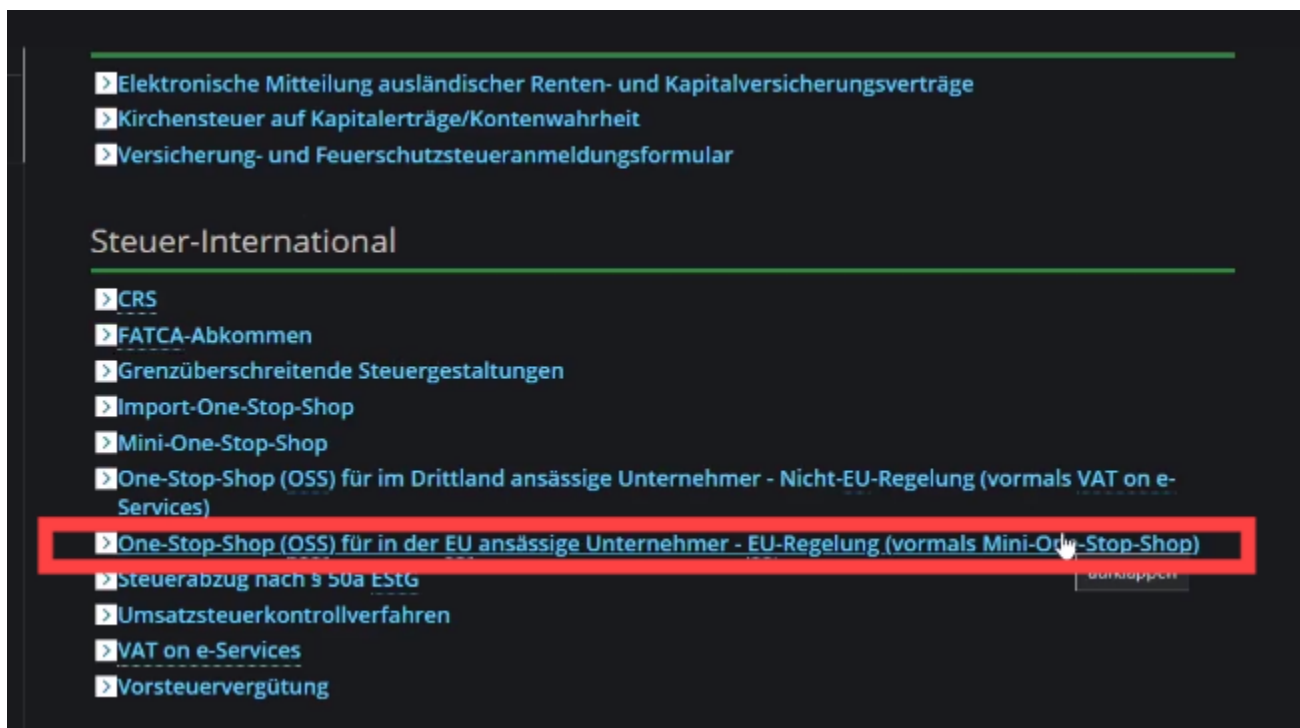 Elektronische Mitteilung ausländischer Renten- und Kapitalversicherungsverträge
Kirchensteuer auf Kapitalerträge/Kontenwahrheit
Versicherung- und Feuerschutzsteueranmeldungsformular
Steuer-International
CRS
FATCA-Abkommen
Grenzüberschreitende Steuergestaltungen
Import-One-Stop-Shop
Mini-One-Stop-Shop
One-Stop-Shop (OSS) für im Drittland ansässige Unternehmer - Nicht-EU-Regelung (vormals VAT on e-
Services)
One-Stop-Shop (OSS) für in der EU ansässige Unternehmer - EU-Regelung (vormals Mini-One-Stop-Shop)
aufklappen
Steuerabzug nach § 50a EStG
Umsatzsteuerkontrollverfahren
VAT on e-Services
Vorsteuervergütung